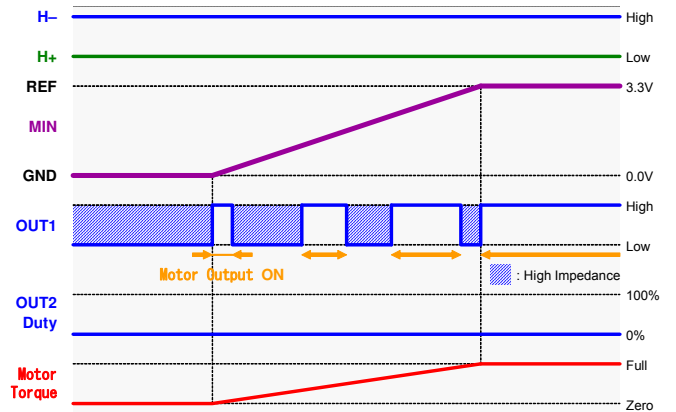 H–
High
H+
Low
REF
3.3V
MIN
GND
0.0V
High
OUT1
Low
Motor Output ON
: High Impedance
100%
OUT2
Duty
0%
Full
Motor
Torque
Zero